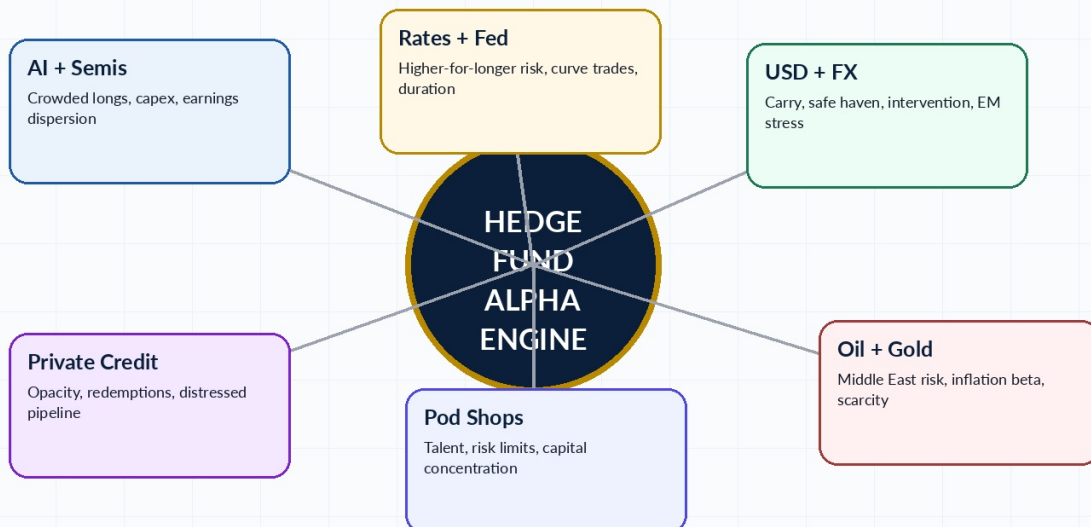 AI + Semis
Crowded longs, capex, earnings
dispersion
Rates + Fed
Higher-for-longer risk, curve trades,
duration
USD + FX
Carry, safe haven, intervention, EM
stress
HEDGE
FUND
ALPHA
ENGINE
Private Credit
Opacity, redemptions, distressed
pipeline
Pod Shops
Talent, risk limits, capital
concentration
Oil + Gold
Middle East risk, inflation beta,
scarcity